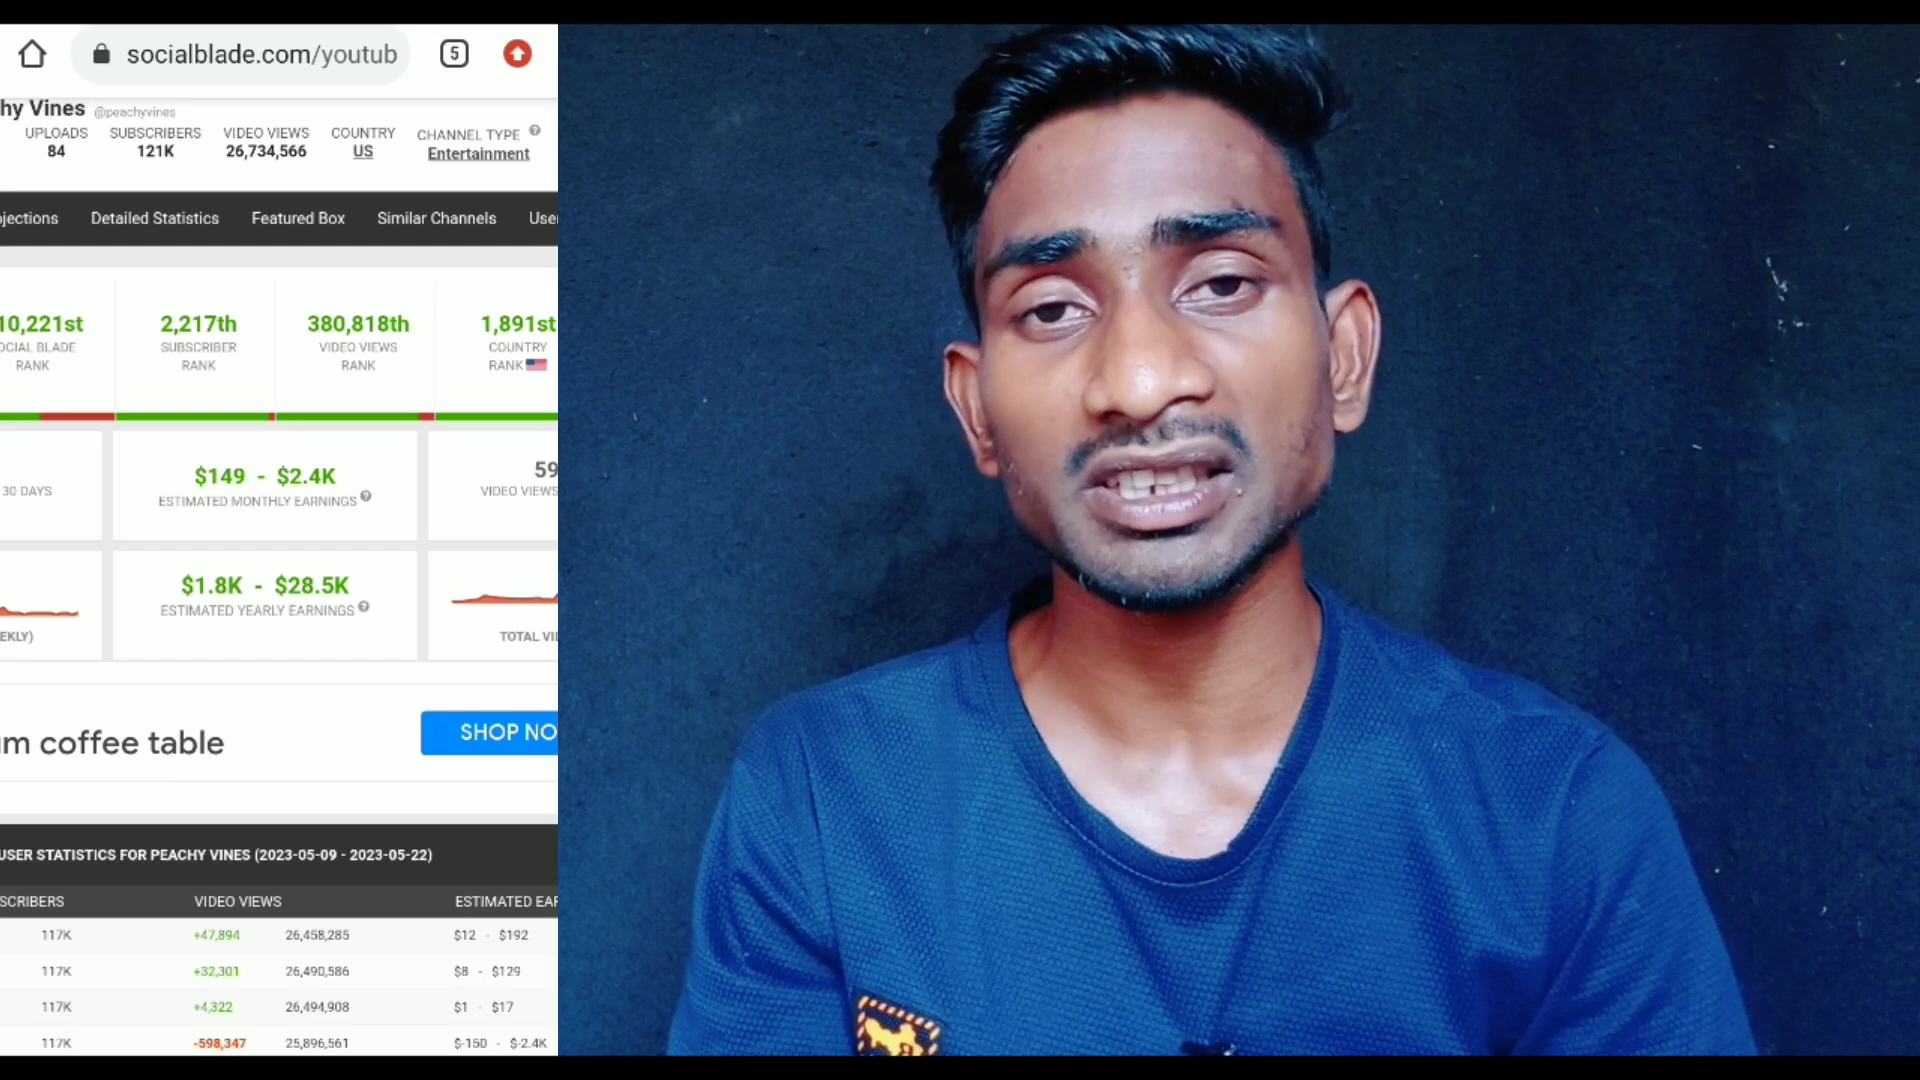 socialblade.com/youtub
5
hy Vines @peachyvines
UPLOADS SUBSCRIBERS VIDEO VIEWS COUNTRY CHANNEL TYPE
84 121K 26,734,566 US Entertainment
jections Detailed Statistics Featured Box Similar Channels Use
10,221st 2,217th 380,818th 1,891st
OCIAL BLADE SUBSCRIBER VIDEO VIEWS COUNTRY
RANK RANK RANK RANK
$149 - $2.4K 59
30 DAYS ESTIMATED MONTHLY EARNINGS VIDEO VIEWS
$1.8K - $28.5K
ESTIMATED YEARLY EARNINGS
EKLY) TOTAL VI
m coffee table SHOP NO
USER STATISTICS FOR PEACHY VINES (2023-05-09 - 2023-05-22)
SCRIBERS VIDEO VIEWS ESTIMATED EAR
117K +47,894 26,458,285 $12 - $192
117K +32,301 26,490,586 $8 - $129
117K +4,322 26,494,908 $1 - $17
117K -598,347 25,896,561 $-150 - $-2.4K